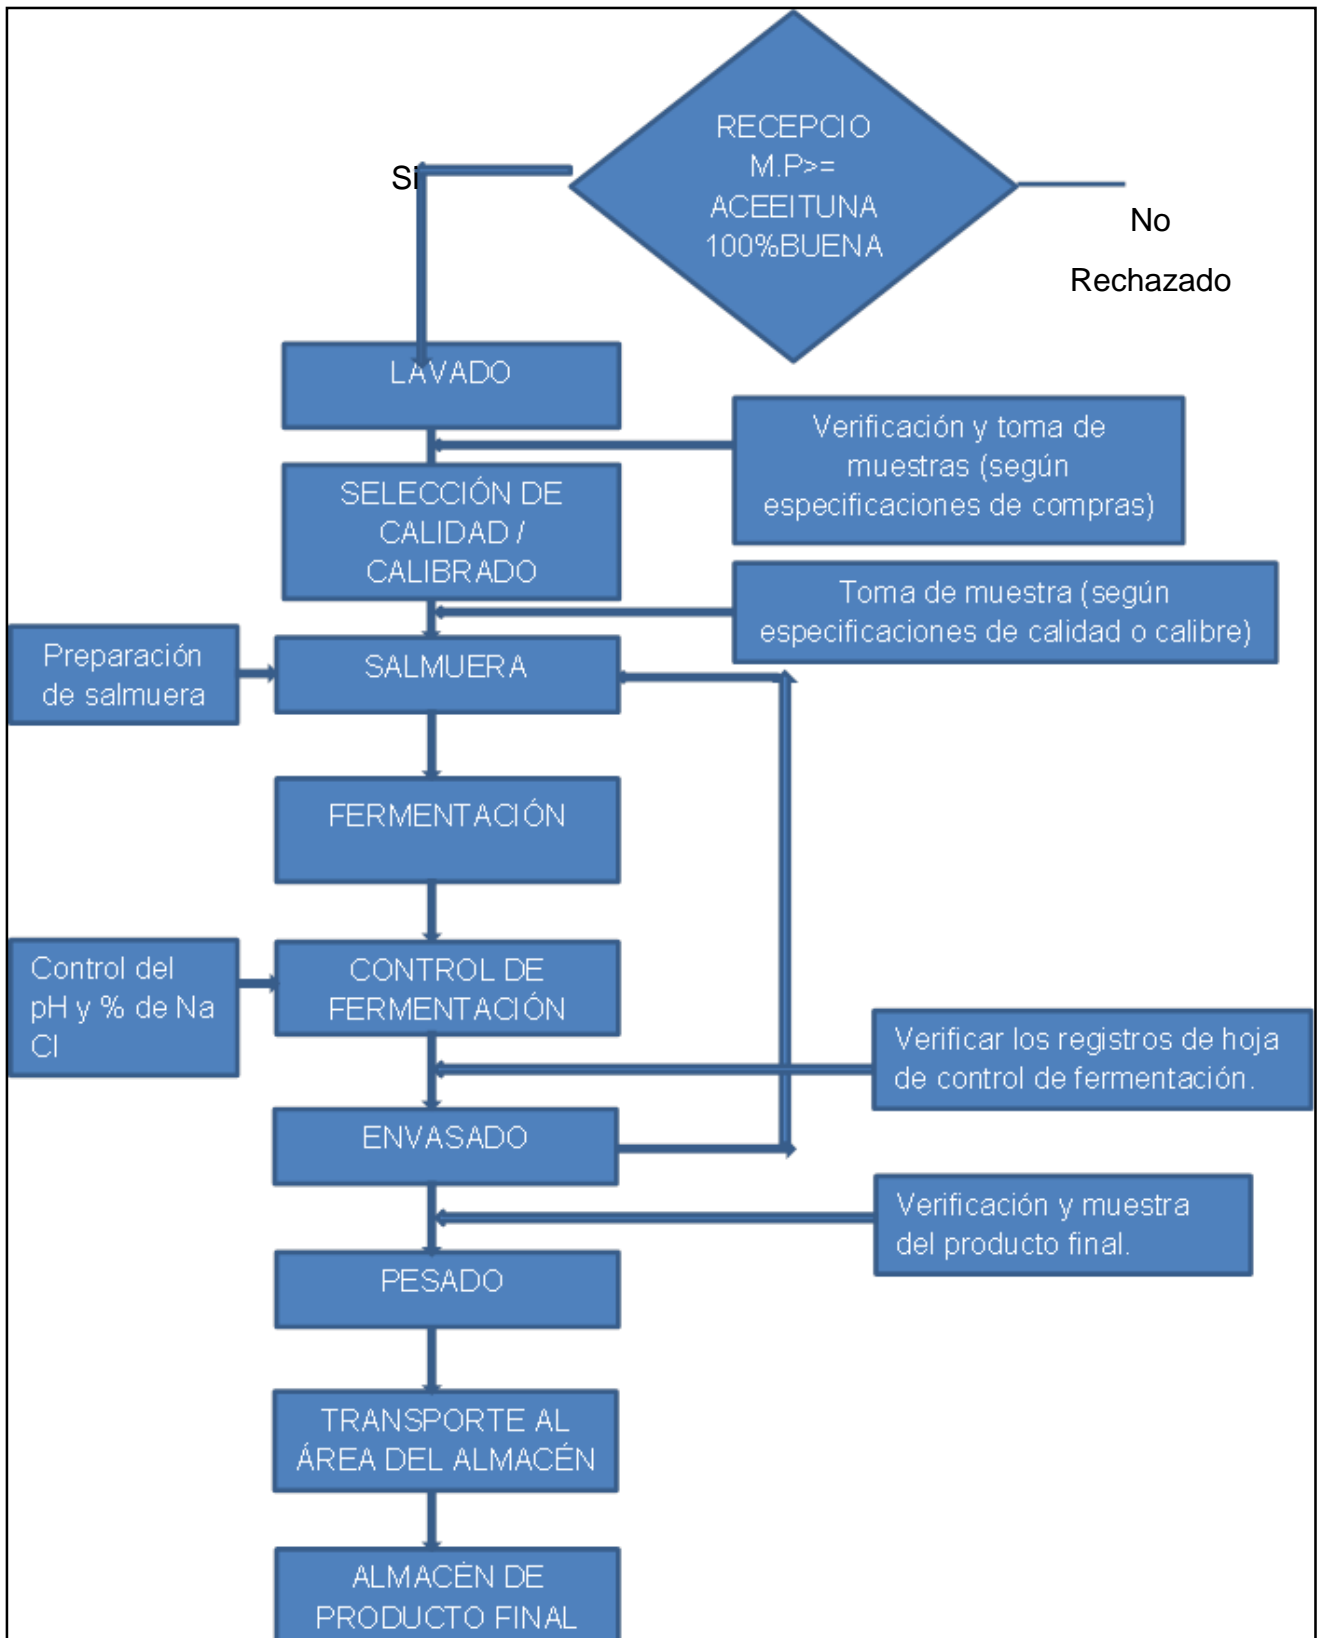 RECEPCIO
M.P>=
ACEEITUNA
100%BUENA
Si
No
Rechazado
LAVADO
Verificación y toma de
muestras (según
especificaciones de compras)
SELECCIÓN DE
CALIDAD /
CALIBRADO
Toma de muestra (según
especificaciones de calidad o calibre)
Preparación
de salmuera
SALMUERA
FERMENTACIÓN
Control del
pH y % de Na
Cl
CONTROL DE
FERMENTACIÓN
Verificar los registros de hoja
de control de fermentación.
ENVASADO
Verificación y muestra
del producto final.
PESADO
TRANSPORTE AL
ÁREA DEL ALMACÉN
ALMACÉN DE
PRODUCTO FINAL